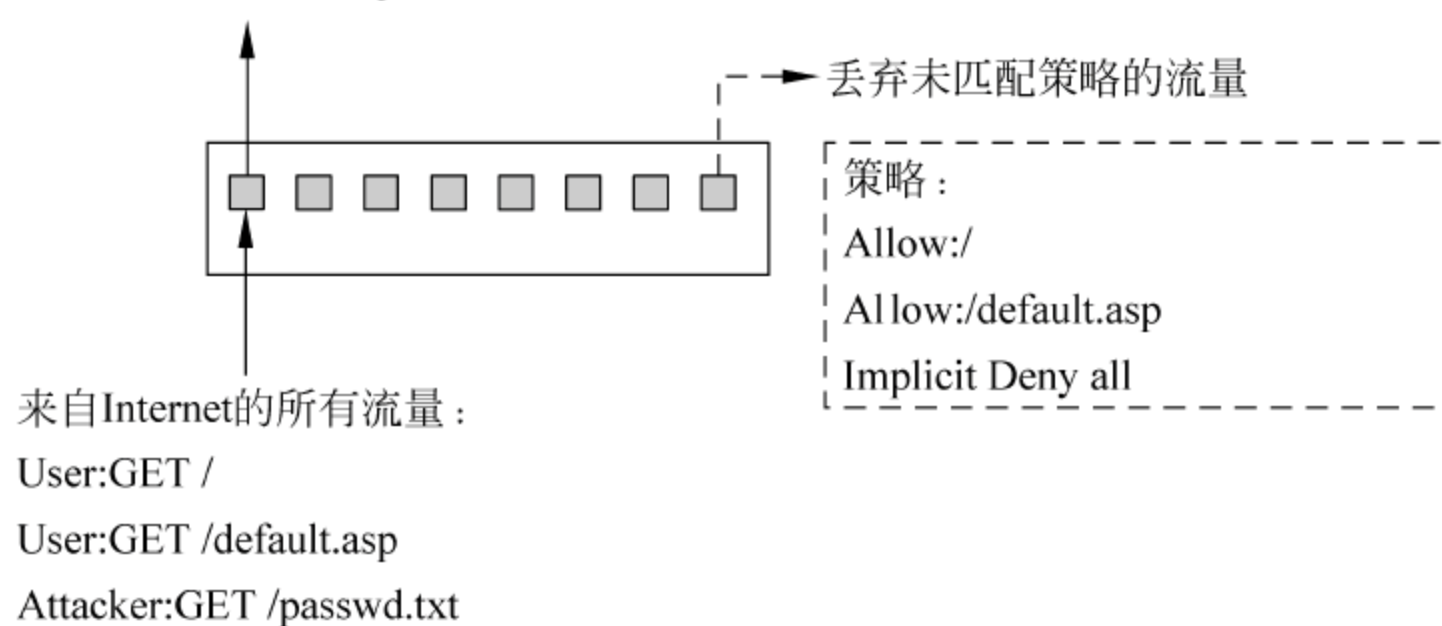 丢弃未匹配策略的流量
策略：
Allow:/
Allow:/default.asp
Implicit Deny all
来自Internet的所有流量：
User:GET /
User:GET /default.asp
Attacker:GET /passwd.txt